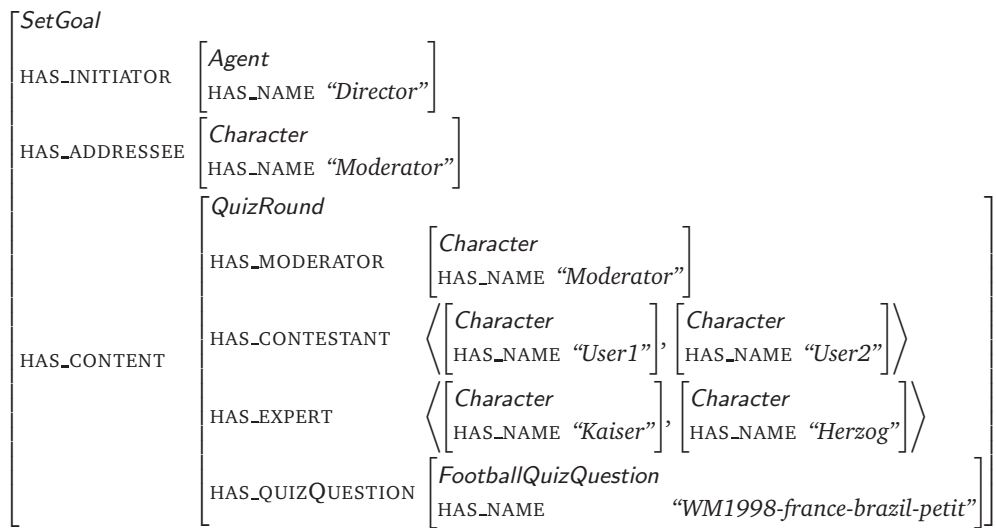 SetGoal
HAS_INITIATOR Agent
HAS_NAME “Director”
HAS_ADDRESSEE Character
HAS_NAME “Moderator”
HAS_CONTENT QuizRound
HAS_MODERATOR Character
HAS_NAME “Moderator”
HAS_CONTESTANT ⟨ Character
HAS_NAME “User1” , Character
HAS_NAME “User2” ⟩
HAS_EXPERT ⟨ Character
HAS_NAME “Kaiser” , Character
HAS_NAME “Herzog” ⟩
HAS_QUIZQUESTION FootballQuizQuestion
HAS_NAME “WM1998-france-brazil-petit”